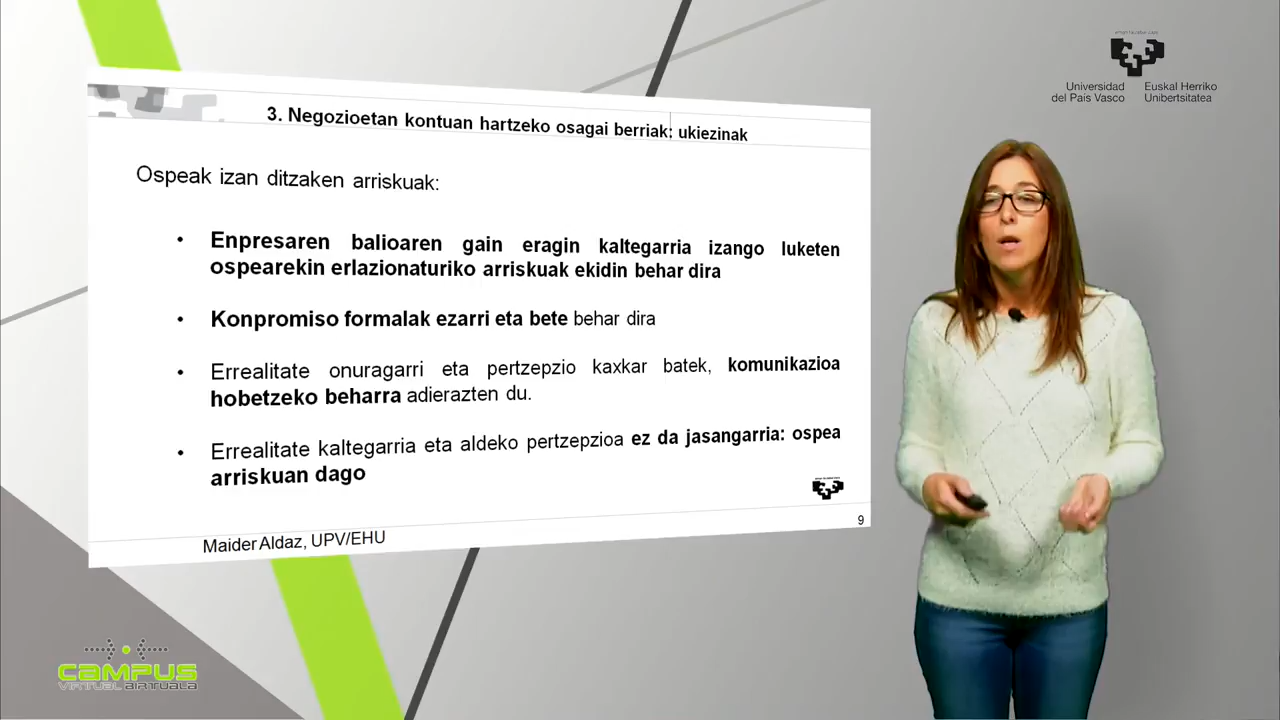 3. Negozioetan kontuan hartzeko osagai berriak: ukiezinak
Ospeak izan ditzaken arriskuak:
• Enpresaren balioaren gain eragin kaltegarria izango luketen
ospearekin erlazionaturiko arriskuak ekidin behar dira
• Konpromiso formalak ezarri eta bete behar dira
• Errealitate onuragarri eta pertzepzio kaxkar batek, komunikazioa
hobetzeko beharra adierazten du.
• Errealitate kaltegarria eta aldeko pertzepzioa ez da jasangarria: ospea
arriskuan dago
9
Maider Aldaz, UPV/EHU
Universidad
del País Vasco
Euskal Herriko
Unibertsitatea
CAMPUS
VIRTUAL BIRTUALA